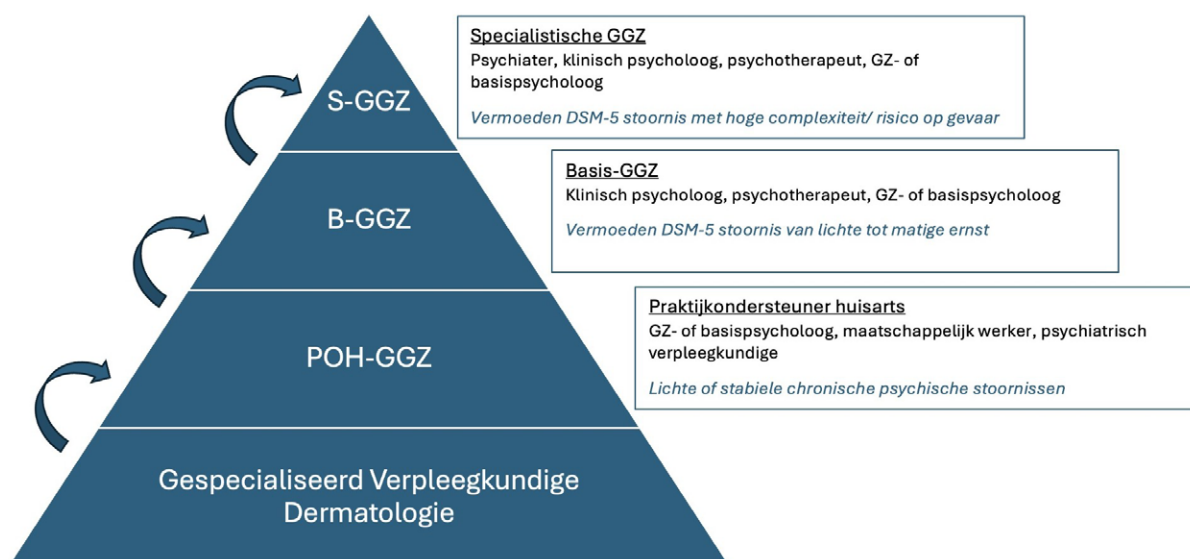 S-GGZ
Specialistische GGZ
Psychiater, klinisch psycholoog, psychotherapeut, GZ- of
basispsycholoog
Vermoeden DSM-5 stoornis met hoge complexiteit/ risico op gevaar
B-GGZ
Basis-GGZ
Klinisch psycholoog, psychotherapeut, GZ- of basispsycholoog
Vermoeden DSM-5 stoornis van lichte tot matige ernst
POH-GGZ
Praktijkondersteuner huisarts
GZ- of basispsycholoog, maatschappelijk werker, psychiatrisch
verpleegkundige
Lichte of stabiele chronische psychische stoornissen
Gespecialiseerd Verpleegkundige
Dermatologie